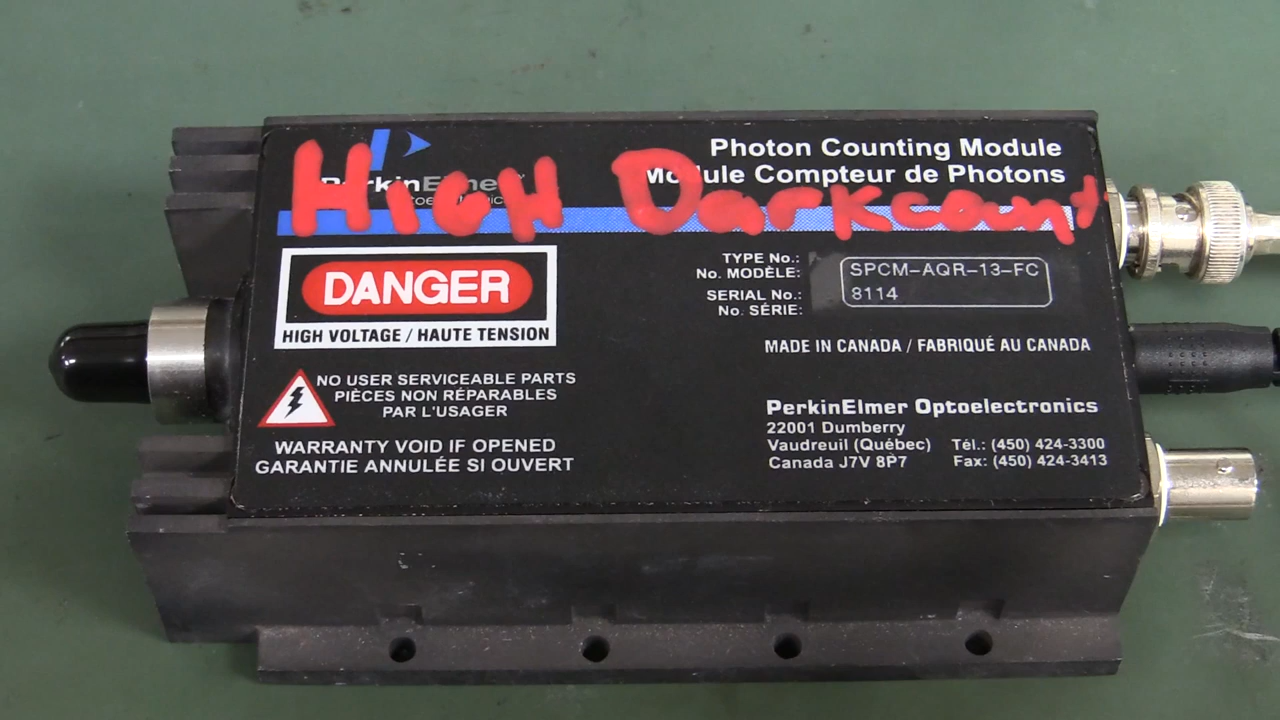 PerkinElmer
High Darkcount
Photon Counting Module
Module Compteur de Photons
DANGER
HIGH VOLTAGE / HAUTE TENSION
NO USER SERVICEABLE PARTS
PIÈCES NON RÉPARABLES
PAR L'USAGER
WARRANTY VOID IF OPENED
GARANTIE ANNULÉE SI OUVERT
TYPE No.:
No. MODÈLE:
SPCM-AQR-13-FC
SERIAL No.:
No. SÉRIE:
8114
MADE IN CANADA / FABRIQUÉ AU CANADA
PerkinElmer Optoelectronics
22001 Dumberry
Vaudreuil (Québec) Tél.: (450) 424-3300
Canada J7V 8P7 Fax: (450) 424-3413